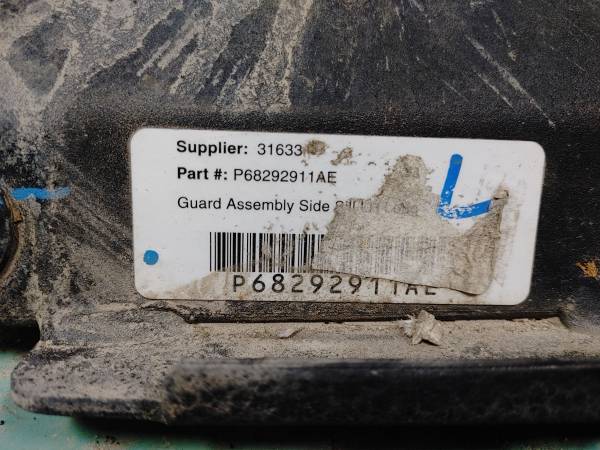 Supplier: 31633
Part #: P68292911AE
Guard Assembly Side
L
P68292911AE